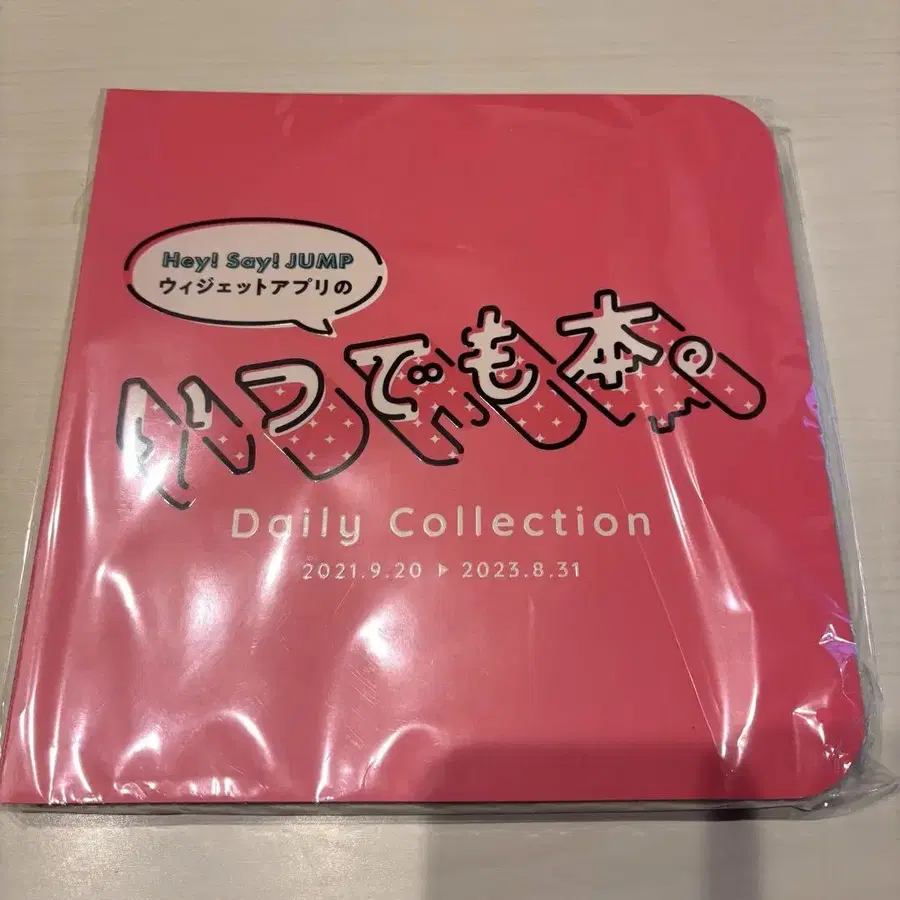 Hey! Say! JUMP
ウィジェットアプリの
いつでも本。
Daily Collection
2021.9.20 ▶ 2023.8.31